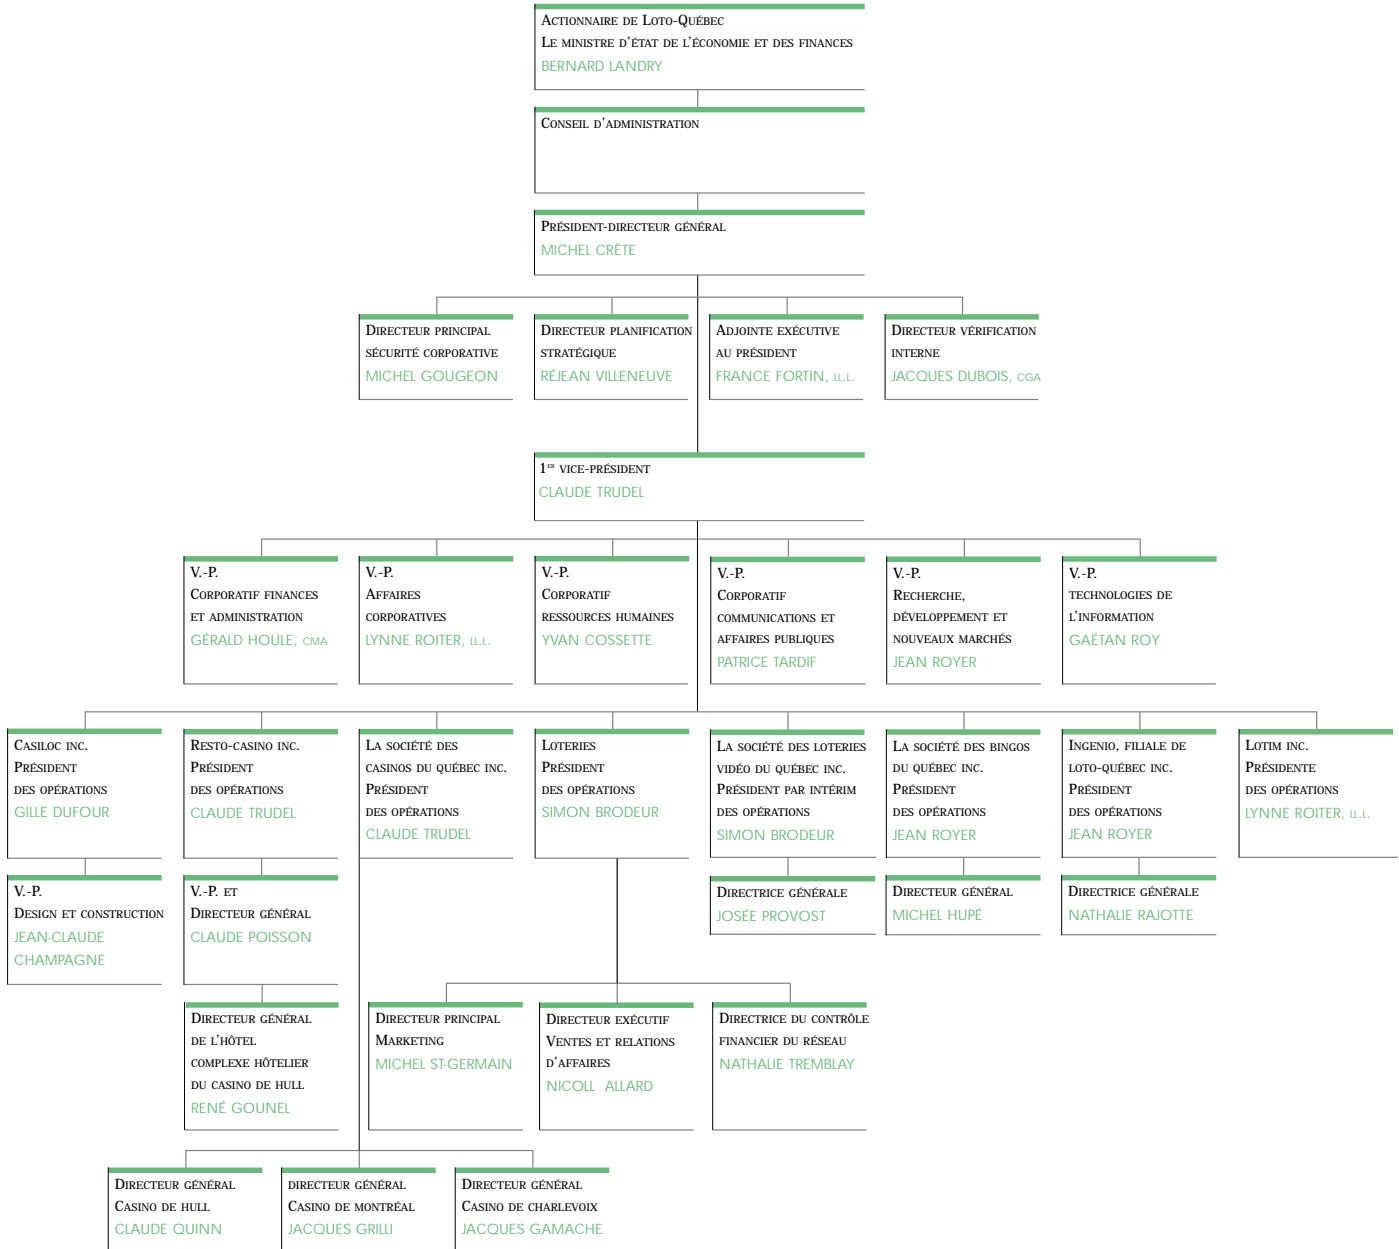 Actionnaire de Loto-Québec
Le ministre d'état de l'économie et des finances
BERNARD LANDRY
Conseil d'administration
Président-directeur général
MICHEL CRÊTE
Directeur principal
sécurité corporative
MICHEL GOUGEON
Directeur planification
stratégique
RÉJEAN VILLENEUVE
Adjointe exécutive
au président
FRANCE FORTIN, LL.L.
Directeur vérification
interne
JACQUES DUBOIS, CGA
1er vice-président
CLAUDE TRUDEL
V.-P.
Corporatif finances
et administration
GÉRALD HOULE, CMA
V.-P.
Affaires
corporatives
LYNNE ROITER, LL.L.
V.-P.
Corporatif
ressources humaines
YVAN COSSETTE
V.-P.
Corporatif
communications et
affaires publiques
PATRICE TARDIF
V.-P.
Recherche,
développement et
nouveaux marchés
JEAN ROYER
V.-P.
technologies de
l'information
GAÉTAN ROY
Casiloc inc.
Président
des opérations
GILLE DUFOUR
Resto-casino inc.
Président
des opérations
CLAUDE TRUDEL
La société des
casinos du Québec inc.
Président
des opérations
CLAUDE TRUDEL
Loteries
Président
des opérations
SIMON BRODEUR
La société des loteries
vidéo du Québec inc.
Président par intérim
des opérations
SIMON BRODEUR
La société des bingos
du Québec inc.
Président
des opérations
JEAN ROYER
Ingenio, filiale de
loto-Québec inc.
Président
des opérations
JEAN ROYER
Lotim inc.
Présidente
des opérations
LYNNE ROITER, LL.L.
V.-P.
Design et construction
JEAN-CLAUDE
CHAMPAGNE
V.-P. et
Directeur général
CLAUDE POISSON
Directrice générale
JOSÉE PROVOST
Directeur général
MICHEL HUPÉ
Directrice générale
NATHALIE RAJOTTE
Directeur général
de l'hôtel
complexe hôtelier
du casino de hull
RENÉ GOUNEL
Directeur principal
Marketing
MICHEL ST-GERMAIN
Directeur exécutif
Ventes et relations
d'affaires
NICOLL ALLARD
Directrice du contrôle
financier du réseau
NATHALIE TREMBLAY
Directeur général
Casino de hull
CLAUDE QUINN
directeur général
Casino de montréal
JACQUES GRILLI
Directeur général
Casino de charlevoix
JACQUES GAMACHE